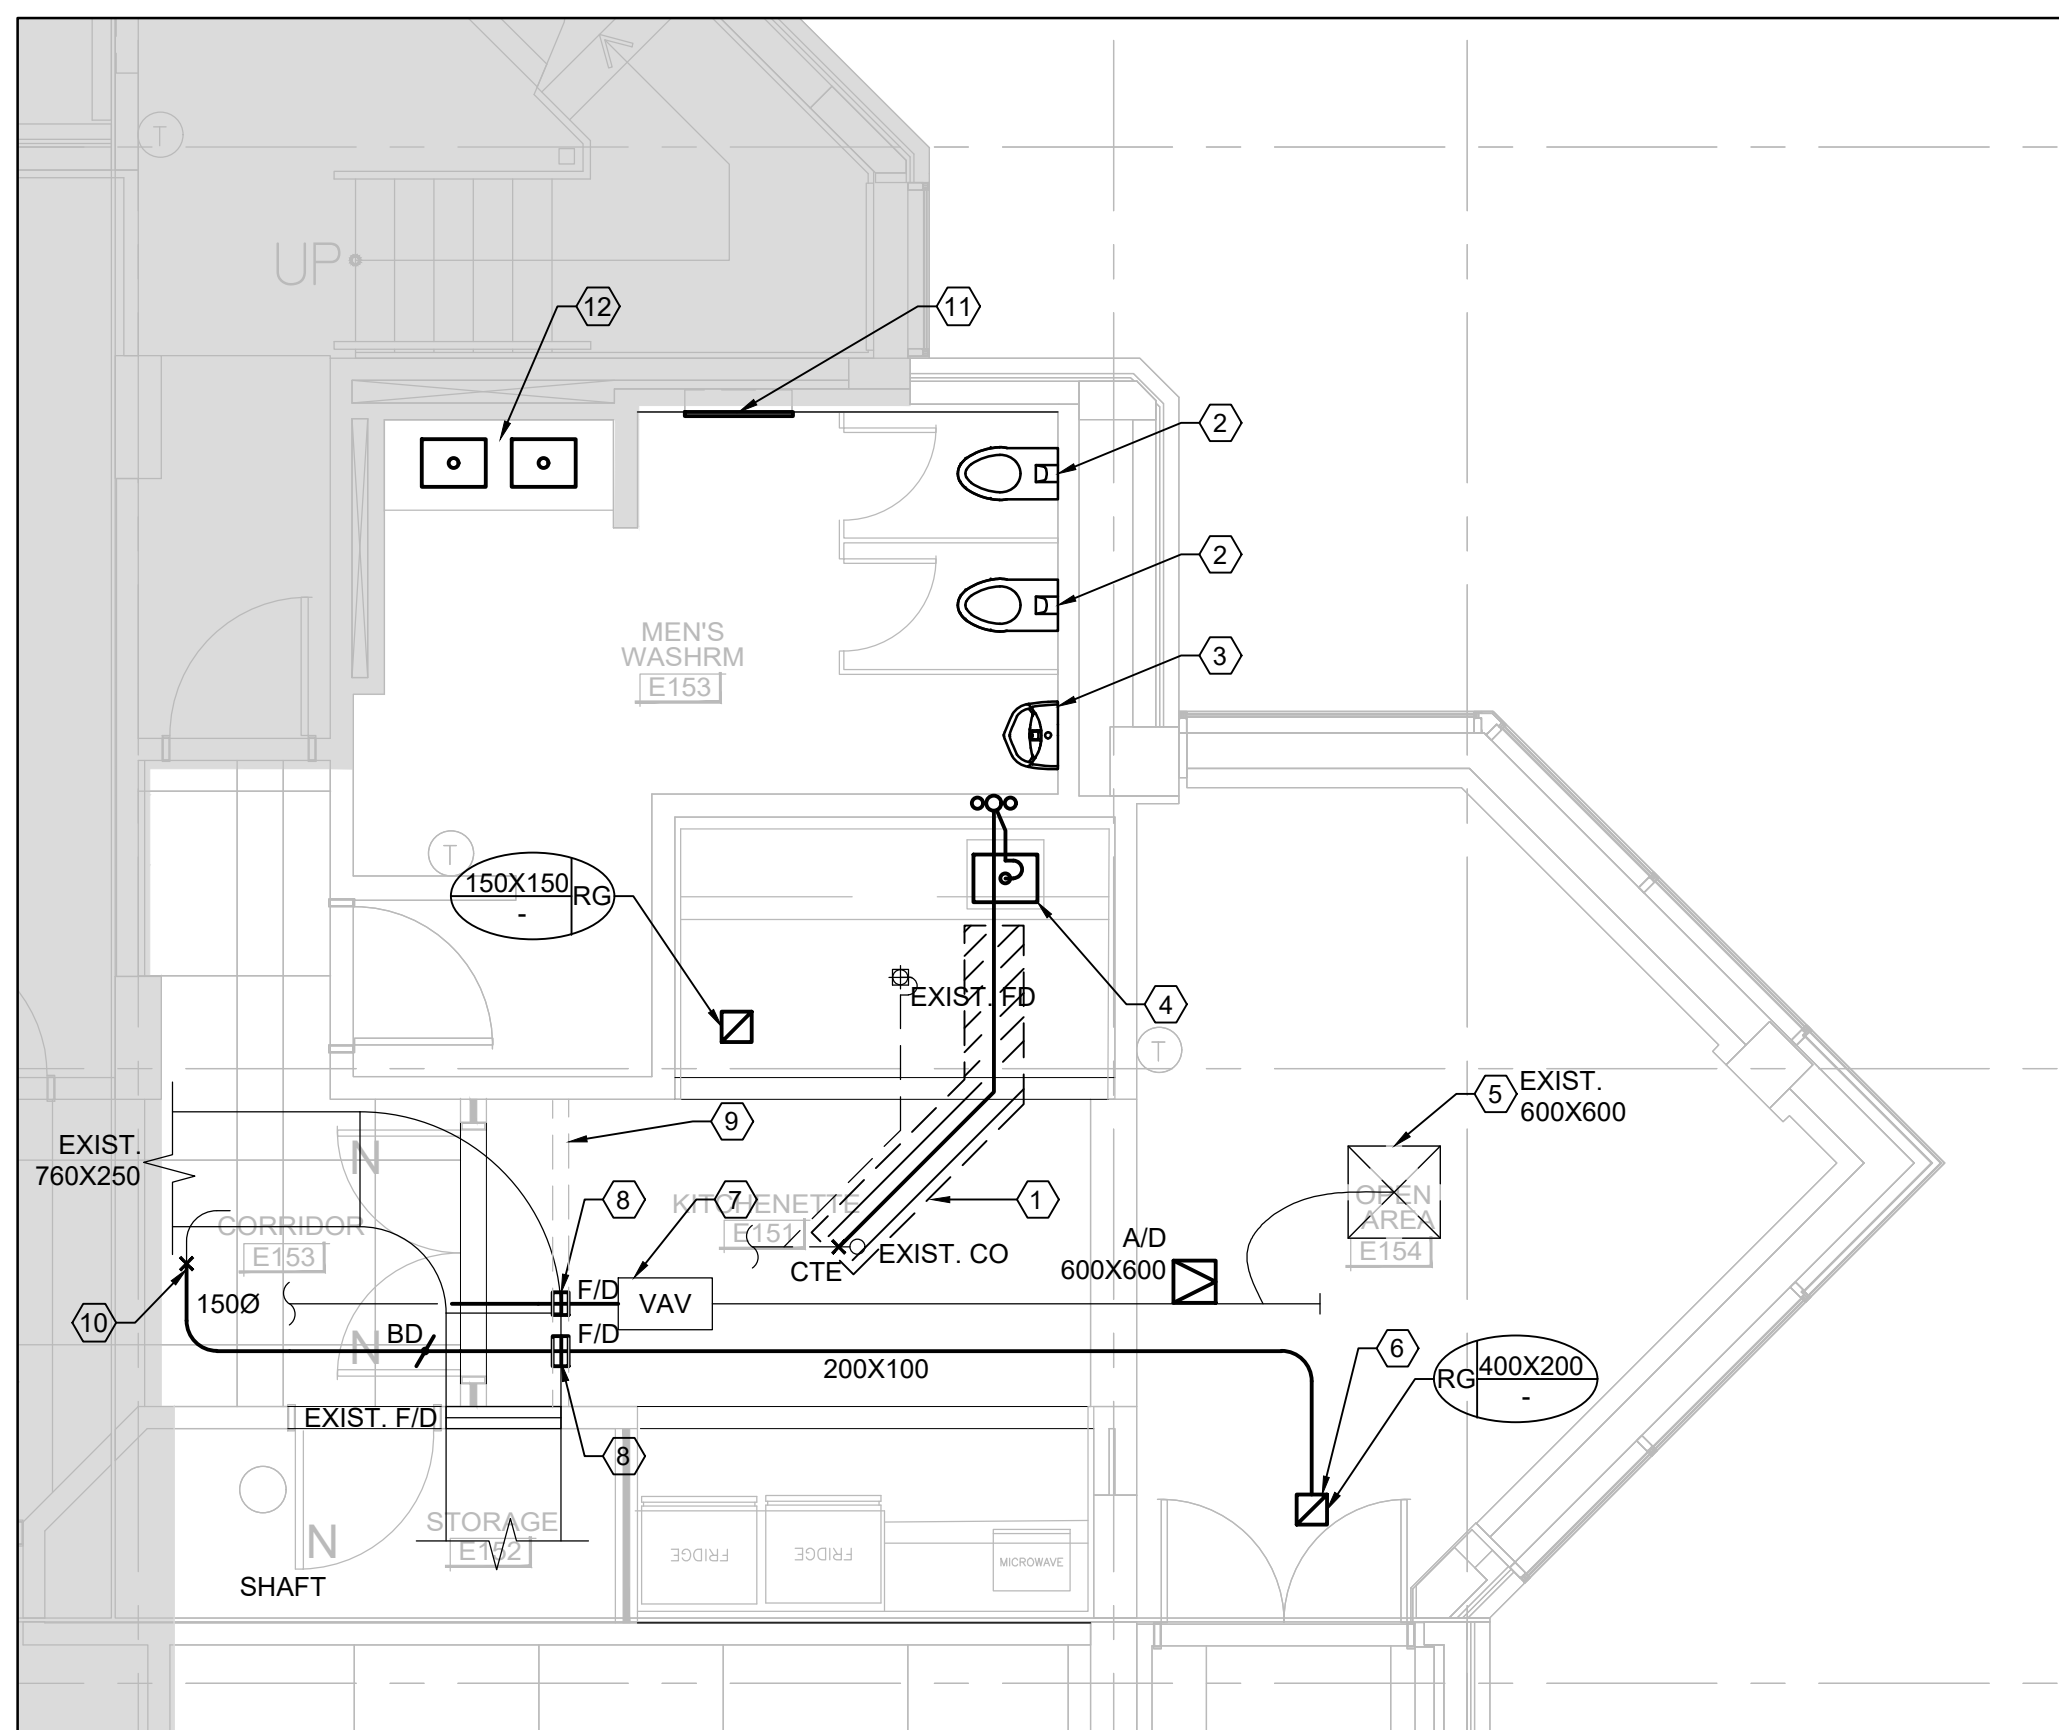 T
UP
12
11
2
2
MEN'S
WASHRM
E153
3
T
150X150
RG
-
4
EXIST. FD
T
5
EXIST.
600X600
9
EXIST.
760X250
N
8
7
KITCHENETTE
E151
1
OPEN
AREA
E154
CORRIDOR
E153
A/D
600X600
EXIST. CO
CTE
F/D
VAV
10
150Ø
BD
N
F/D
6
RG
400X200
-
200X100
EXIST. F/D
8
N
STORAGE
E152
FRIDGE
FRIDGE
MICROWAVE
SHAFT